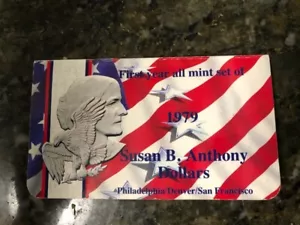 First year all mint set of
1979
Susan B. Anthony
Dollars
*Philadelphia/Denver/San Francisco